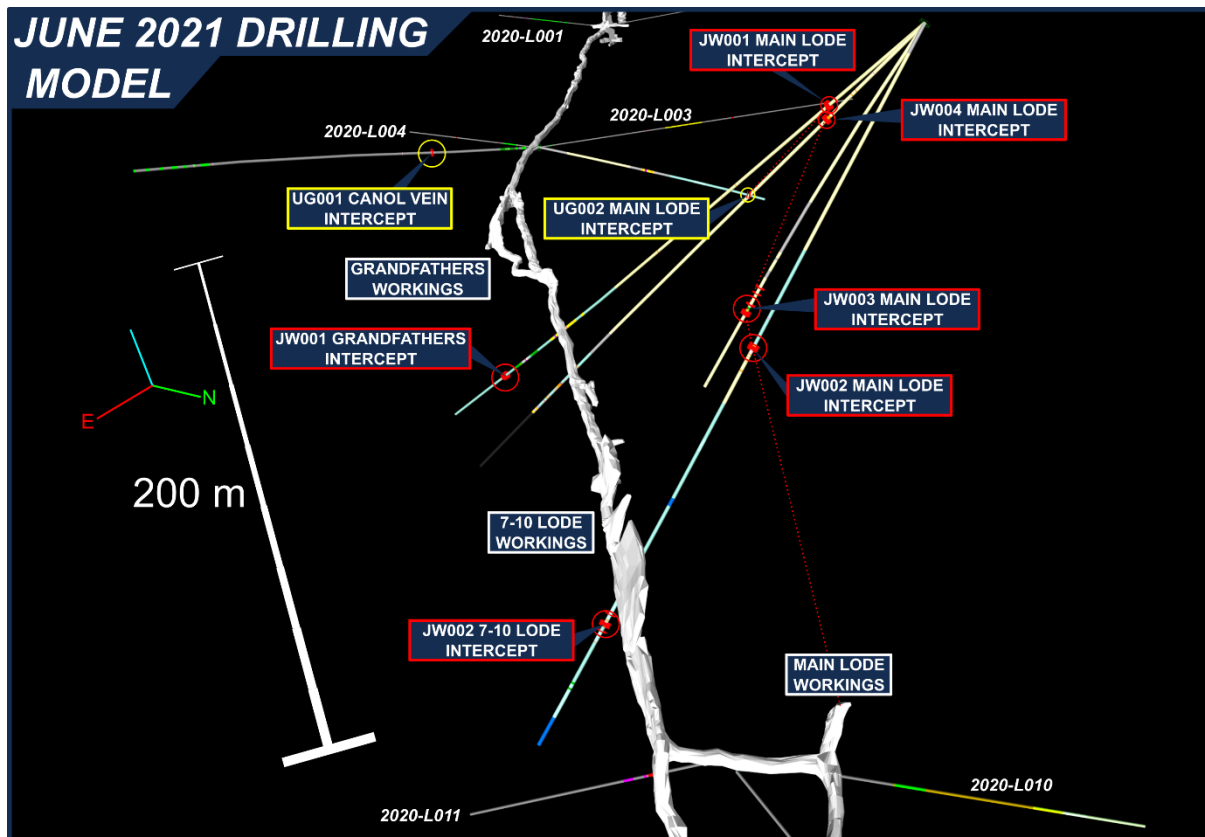 JUNE 2021 DRILLING
MODEL
2020-L001
JW001 MAIN LODE
INTERCEPT
JW004 MAIN LODE
INTERCEPT
2020-L003
2020-L004
UG001 CANOL VEIN
INTERCEPT
UG002 MAIN LODE
INTERCEPT
GRANDFATHERS
WORKINGS
JW003 MAIN LODE
INTERCEPT
JW001 GRANDFATHERS
INTERCEPT
JW002 MAIN LODE
INTERCEPT
N
E
200 m
7-10 LODE
WORKINGS
JW002 7-10 LODE
INTERCEPT
MAIN LODE
WORKINGS
2020-L010
2020-L011